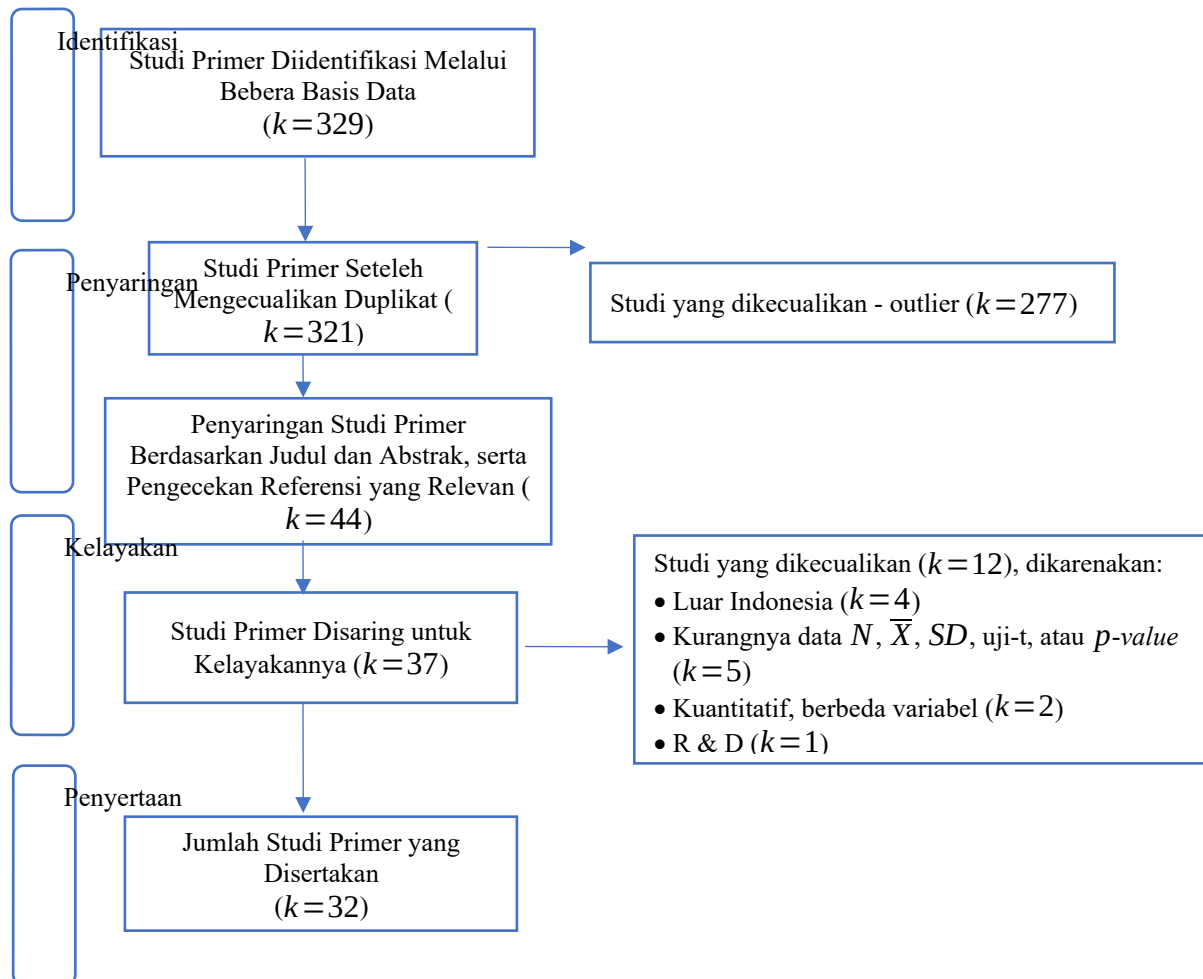 Identifikasi
Studi Primer Diidentifikasi Melalui
Bebera Basis Data
(k=329)
Penyaringan
Studi Primer Seteleh
Mengecualikan Duplikat (
k=321)
Studi yang dikecualikan - outlier (k=277)
Penyaringan Studi Primer
Berdasarkan Judul dan Abstrak, serta
Pengecekan Referensi yang Relevan (
k=44)
Kelayakan
Studi Primer Disaring untuk
Kelayakannya (k=37)
Studi yang dikecualikan (k=12), dikarenakan:
• Luar Indonesia (k=4)
• Kurangnya data N, X̅, SD, uji-t, atau p-value
(k=5)
• Kuantitatif, berbeda variabel (k=2)
• R & D (k=1)
Penyertaan
Jumlah Studi Primer yang
Disertakan
(k=32)